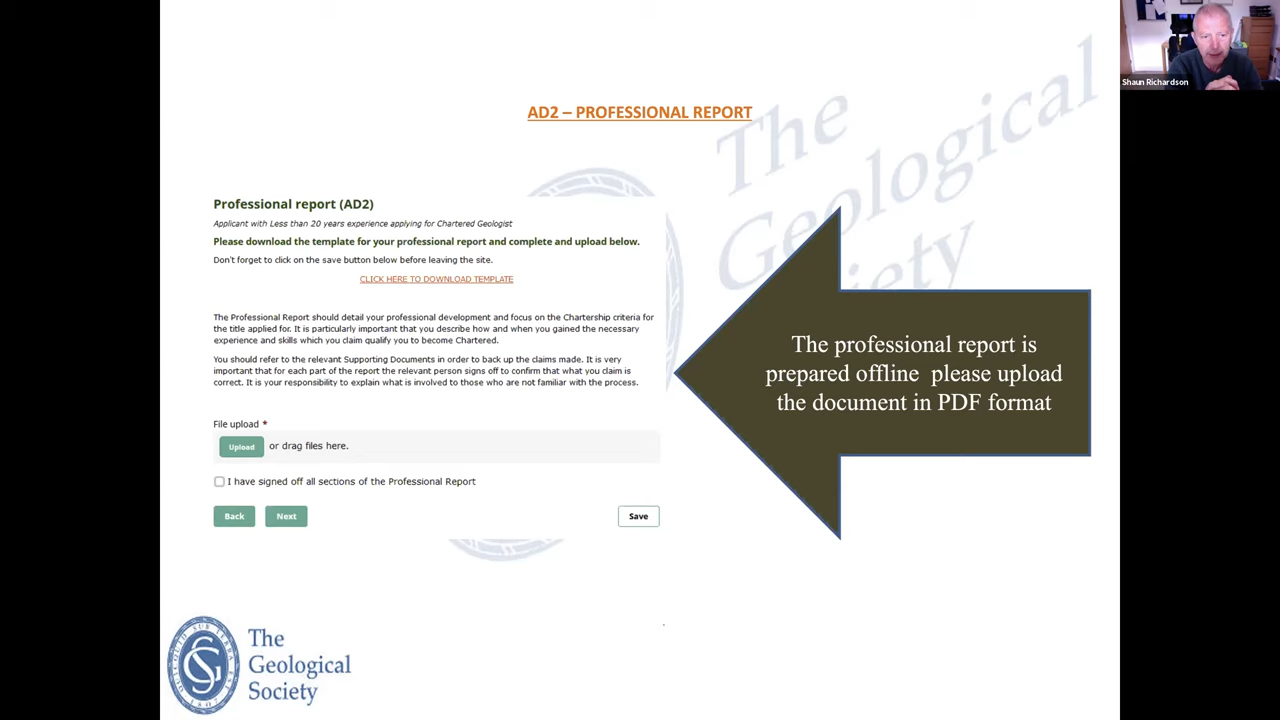 Shaun Richardson
AD2 – PROFESSIONAL REPORT
The
Geological
Society
Professional report (AD2)
Applicant with Less than 20 years experience applying for Chartered Geologist
Please download the template for your professional report and complete and upload below.
Don't forget to click on the save button below before leaving the site.
CLICK HERE TO DOWNLOAD TEMPLATE
The Professional Report should detail your professional development and focus on the Chartership criteria for
the title applied for. It is particularly important that you describe how and when you gained the necessary
experience and skills which you claim qualify you to become Chartered.
You should refer to the relevant Supporting Documents in order to back up the claims made. It is very
important that for each part of the report the relevant person signs off to confirm that what you claim is
correct. It is your responsibility to explain what is involved to those who are not familiar with the process.
File upload *
Upload or drag files here.
I have signed off all sections of the Professional Report
Back Next Save
The professional report is
prepared offline please upload
the document in PDF format
The
Geological
Society